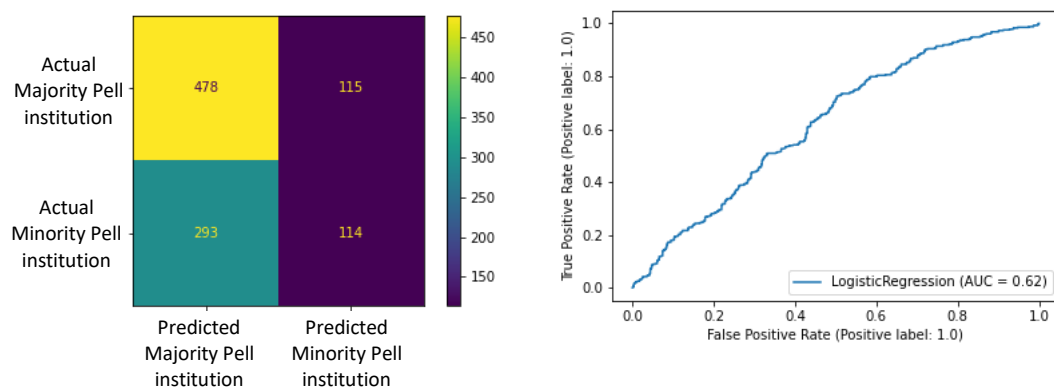 Actual
Majority Pell
institution
Actual
Minority Pell
institution
478
115
293
114
Predicted
Majority Pell
institution
Predicted
Minority Pell
institution
450
400
350
300
250
200
150
True Positive Rate (Positive label: 1.0)
1.0
0.8
0.6
0.4
0.2
0.0
LogisticRegression (AUC = 0.62)
0.0
0.2
0.4
0.6
0.8
1.0
False Positive Rate (Positive label: 1.0)